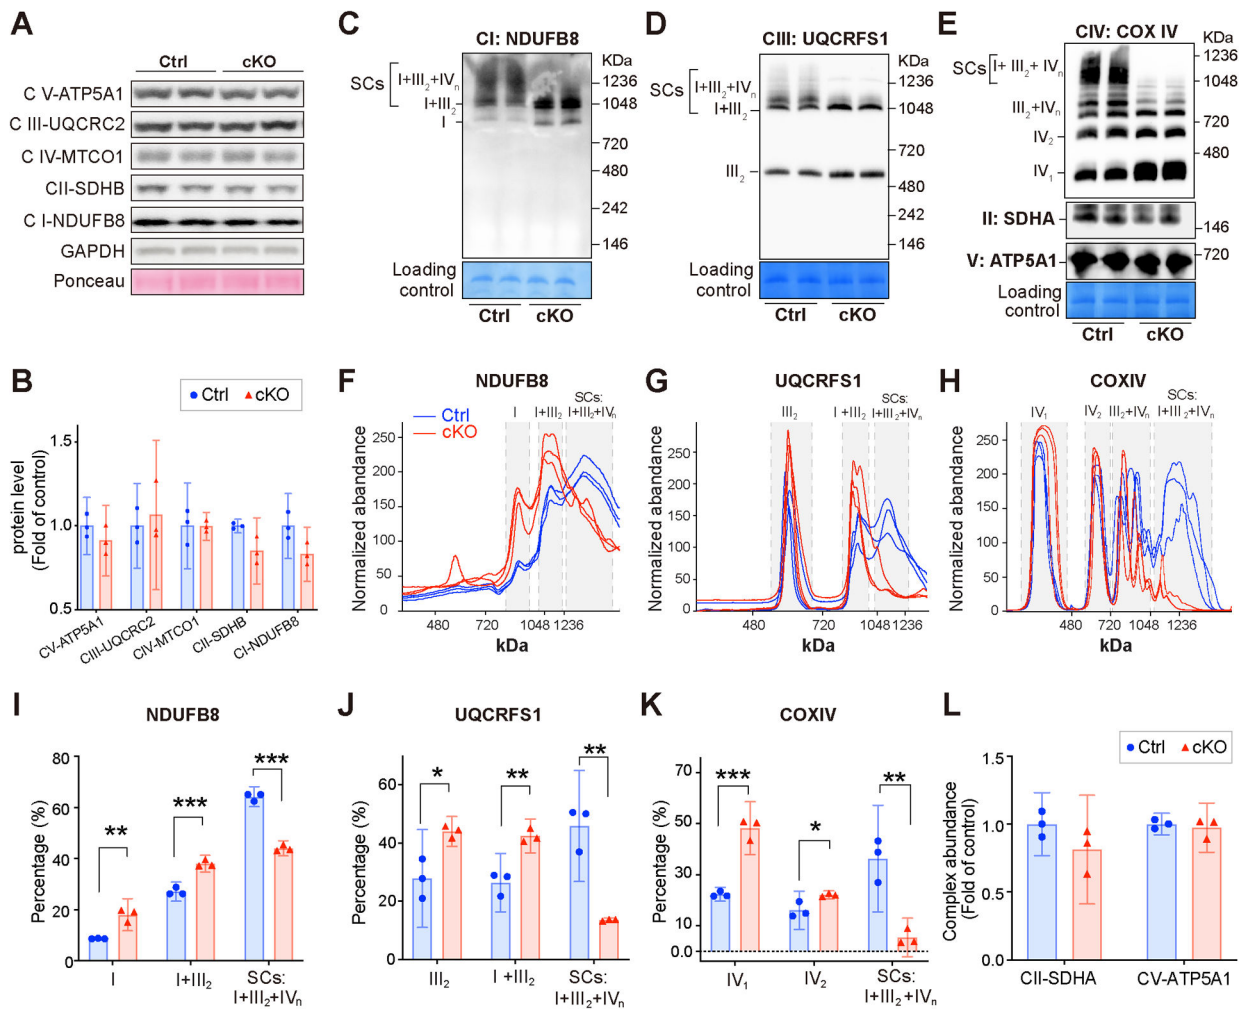 A
Ctrl cKO
C V-ATP5A1
C III-UQCRC2
C IV-MTCO1
CII-SDHB
C I-NDUFB8
GAPDH
Ponceau
C
CI: NDUFB8
KDa
SCs
I+III₂+IVₙ
I+III₂
I
1236
1048
720
480
242
146
Loading
control
Ctrl cKO
D
CIII: UQCRFS1
KDa
SCs
I+III₂+IVₙ
I+III₂
III₂
1236
1048
720
480
242
146
Loading
control
Ctrl cKO
E
CIV: COX IV
KDa
SCs
I+ III₂+ IVₙ
III₂+IVₙ
IV₂
IV₁
1236
1048
720
480
II: SDHA
146
V: ATP5A1
720
Loading
control
Ctrl cKO
B
Ctrl cKO
protein level
(Fold of control)
1.5
1.0
0.5
CV-ATP5A1
CIII-UQCRC2
CIV-MTCO1
CII-SDHB
CI-NDUFB8
F
NDUFB8
Ctrl
cKO
I
I+III₂
SCs:
I+III₂+IVₙ
Normalized abundance
250
200
150
100
50
0
480 720 1048 1236
kDa
G
UQCRFS1
III₂
I +III₂
SCs:
I+III₂+IVₙ
Normalized abundance
300
250
200
150
100
50
0
480 720 1048 1236
kDa
H
COXIV
IV₁
IV₂
III₂+IVₙ
SCs:
I+III₂+IVₙ
Normalized abundance
300
250
200
150
100
50
0
480 720 1048 1236
kDa
I
NDUFB8
Percentage (%)
80
60
40
20
0
** *** ***
I
I+III₂
SCs:
I+III₂+IVₙ
J
UQCRFS1
Percentage (%)
60
40
20
0
* ** **
III₂
I +III₂
SCs:
I+III₂+IVₙ
K
COXIV
Percentage (%)
70
50
30
10
0.0
*** * **
IV₁
IV₂
SCs:
I+III₂+IVₙ
L
Ctrl cKO
Complex abundance
(Fold of control)
1.5
1.0
0.5
0.0
CII-SDHA CV-ATP5A1